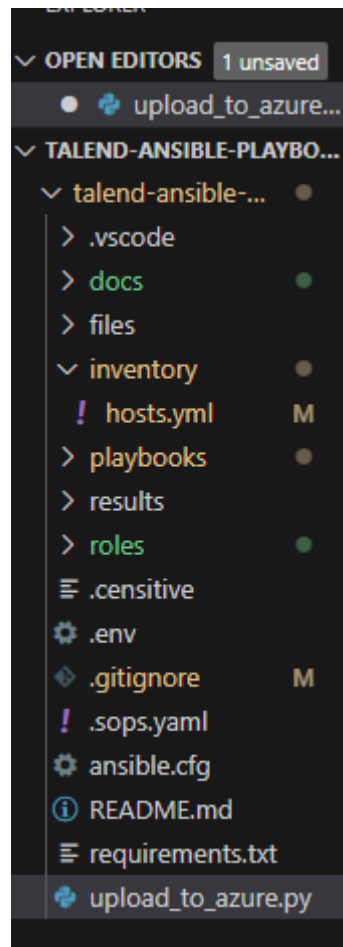 EXPLORER
OPEN EDITORS 1 unsaved
upload_to_azure...
TALEND-ANSIBLE-PLAYBO...
talend-ansible-...
.vscode
docs
files
inventory
! hosts.yml M
playbooks
results
roles
.censitive
.env
.gitignore M
! .sops.yaml
ansible.cfg
README.md
requirements.txt
upload_to_azure.py